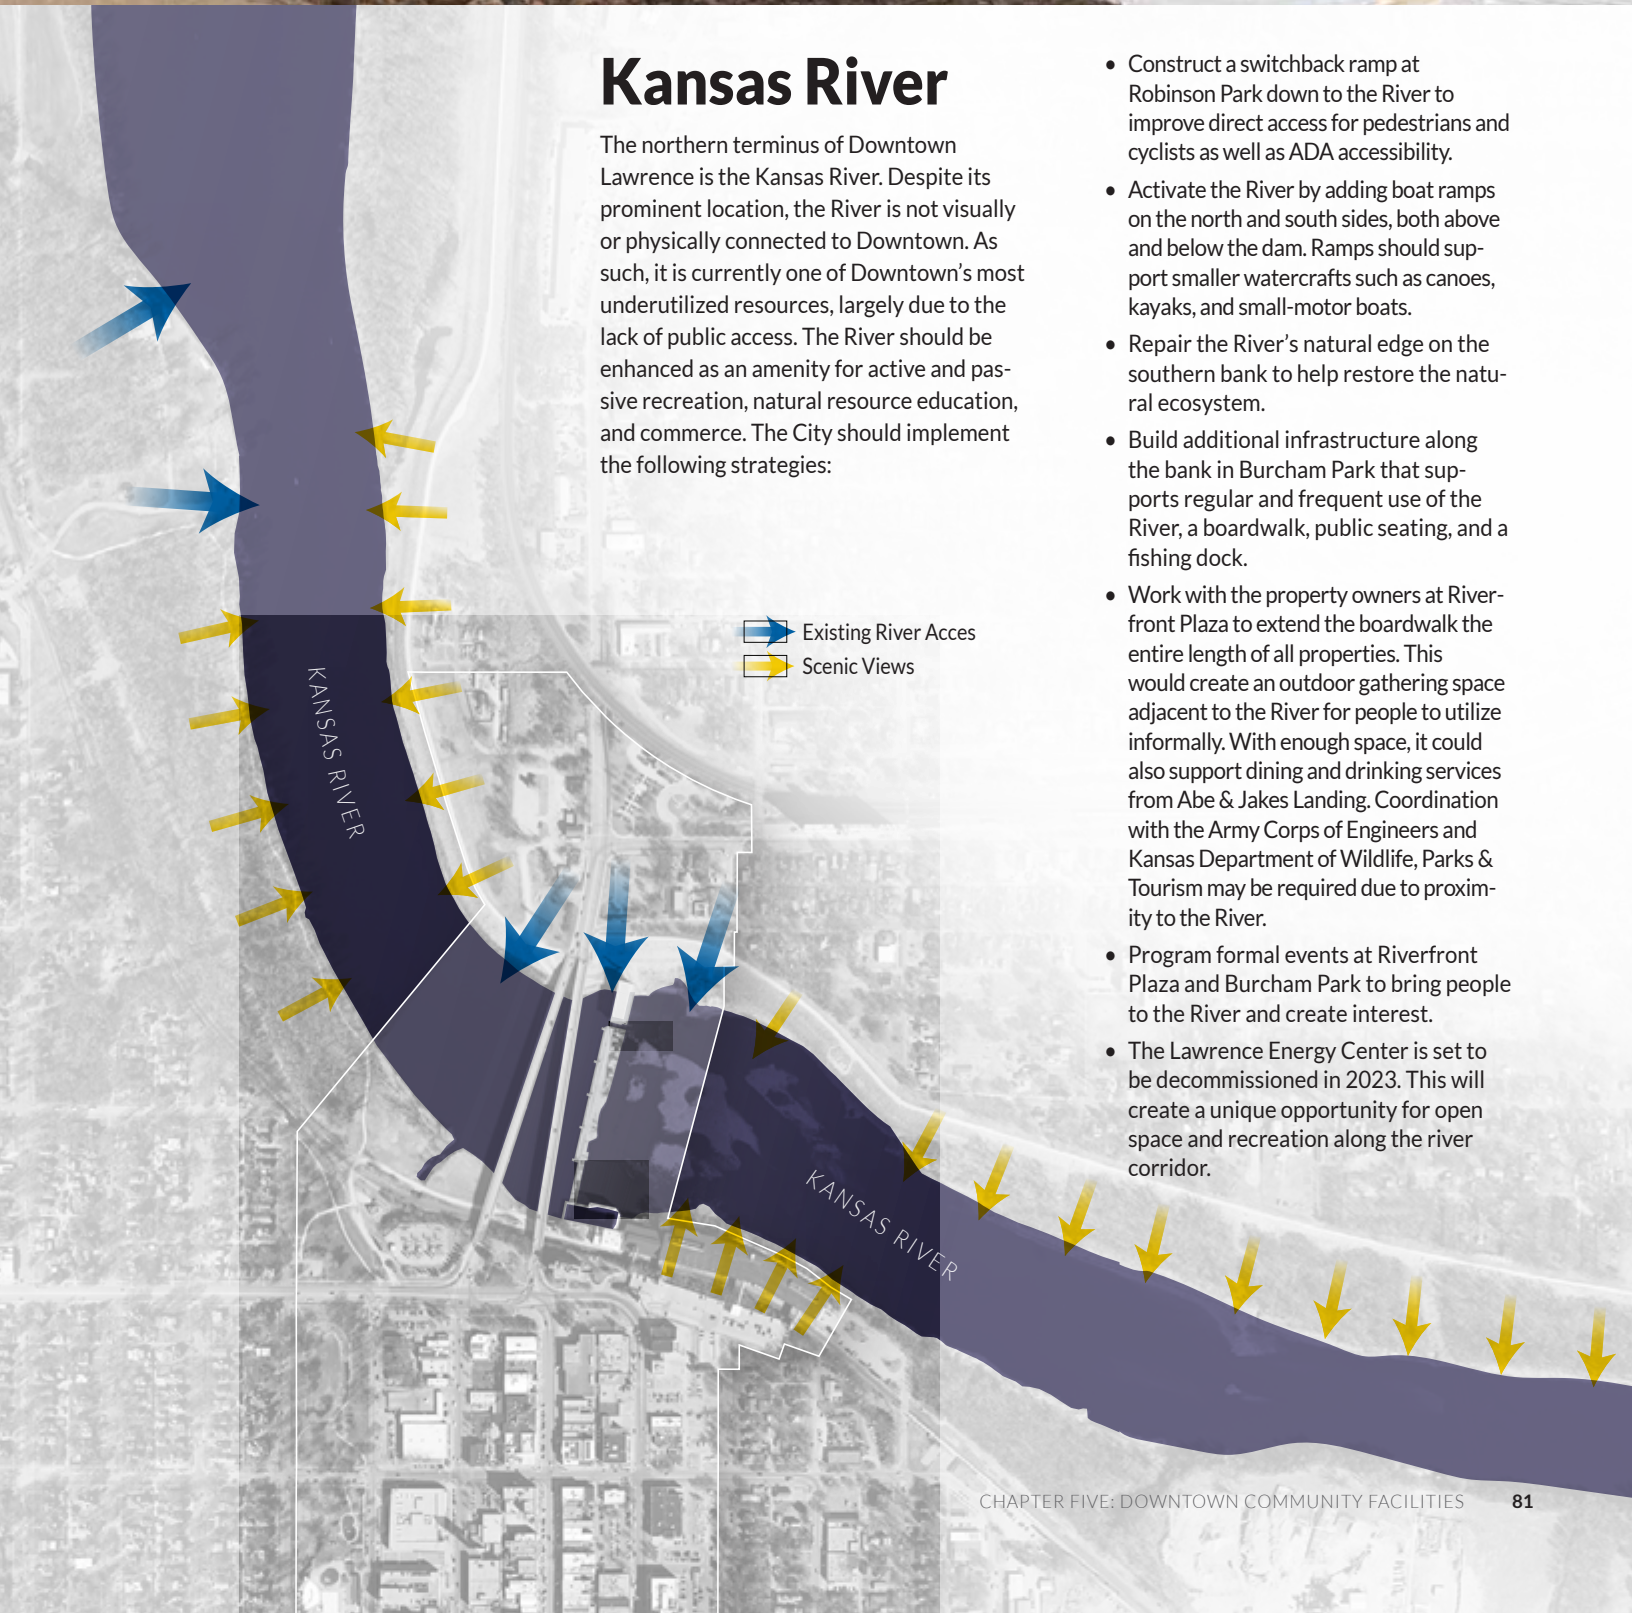 Kansas River
The northern terminus of Downtown
Lawrence is the Kansas River. Despite its
prominent location, the River is not visually
or physically connected to Downtown. As
such, it is currently one of Downtown’s most
underutilized resources, largely due to the
lack of public access. The River should be
enhanced as an amenity for active and pas-
sive recreation, natural resource education,
and commerce. The City should implement
the following strategies:
• Construct a switchback ramp at
Robinson Park down to the River to
improve direct access for pedestrians and
cyclists as well as ADA accessibility.
• Activate the River by adding boat ramps
on the north and south sides, both above
and below the dam. Ramps should sup-
port smaller watercrafts such as canoes,
kayaks, and small-motor boats.
• Repair the River’s natural edge on the
southern bank to help restore the natu-
ral ecosystem.
• Build additional infrastructure along
the bank in Burcham Park that sup-
ports regular and frequent use of the
River, a boardwalk, public seating, and a
fishing dock.
• Work with the property owners at River-
front Plaza to extend the boardwalk the
entire length of all properties. This
would create an outdoor gathering space
adjacent to the River for people to utilize
informally. With enough space, it could
also support dining and drinking services
from Abe & Jakes Landing. Coordination
with the Army Corps of Engineers and
Kansas Department of Wildlife, Parks &
Tourism may be required due to proxim-
ity to the River.
• Program formal events at Riverfront
Plaza and Burcham Park to bring people
to the River and create interest.
• The Lawrence Energy Center is set to
be decommissioned in 2023. This will
create a unique opportunity for open
space and recreation along the river
corridor.
Existing River Acces
Scenic Views
KANSAS RIVER
KANSAS RIVER
CHAPTER FIVE: DOWNTOWN COMMUNITY FACILITIES 81